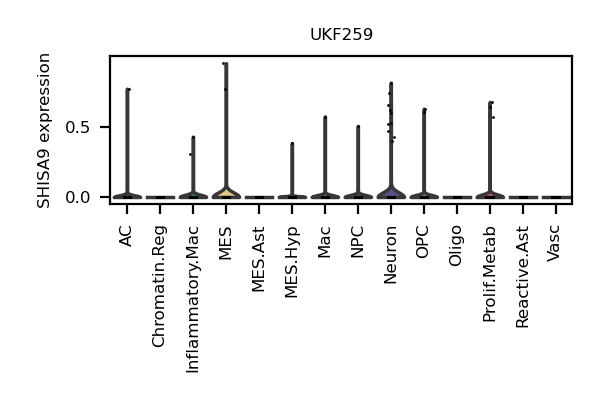 UKF259
SHISA9 expression
0.5
0.0
AC
Chromatin.Reg
Inflammatory.Mac
MES
MES.Ast
MES.Hyp
Mac
NPC
Neuron
OPC
Oligo
Prolif.Metab
Reactive.Ast
Vasc